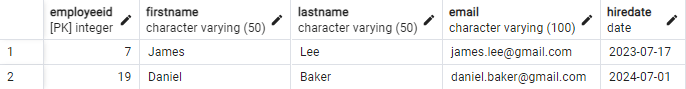 employeeid firstname lastname email hiredate
[PK] integer character varying (50) character varying (50) character varying (100) date
1 7 James Lee james.lee@gmail.com 2023-07-17
2 19 Daniel Baker daniel.baker@gmail.com 2024-07-01